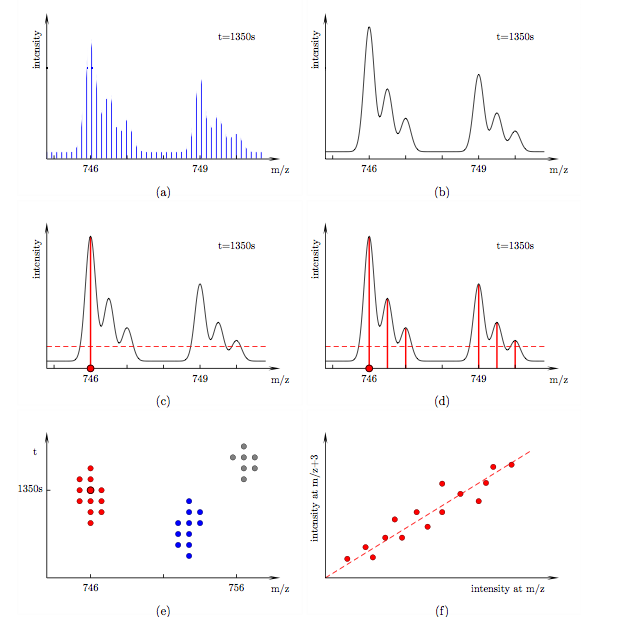 intensity
t=1350s
746
749
m/z
(a)
intensity
t=1350s
746
749
m/z
(b)
intensity
t=1350s
746
749
m/z
(c)
intensity
t=1350s
746
749
m/z
(d)
t
1350s
746
756
m/z
(e)
intensity at m/z+3
intensity at m/z
(f)